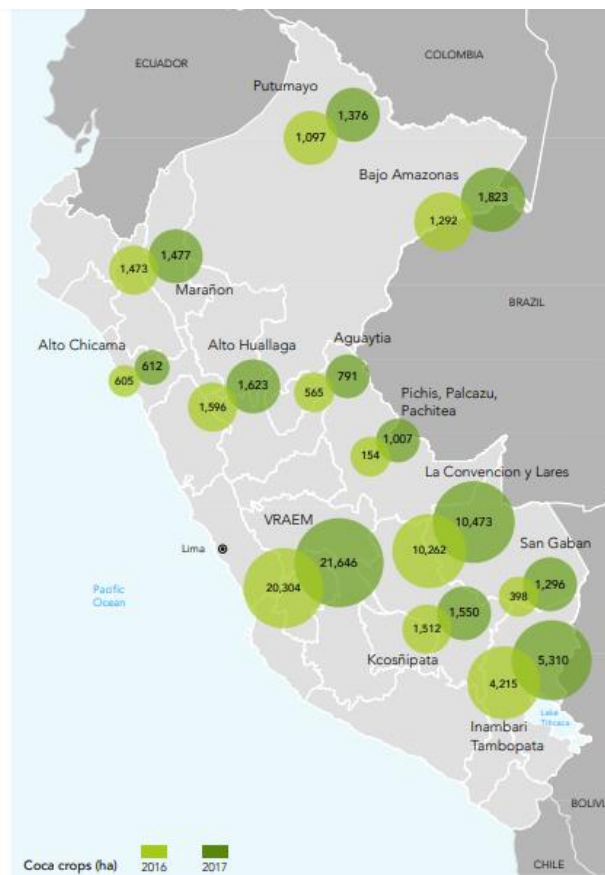 COLOMBIA
ECUADOR
Putumayo
1,376
1,097
Bajo Amazonas
1,823
1,292
1,477
1,473
Marañon
BRAZIL
Alto Chicama
612
605
Alto Huallaga
1,623
1,596
Aguaytia
791
565
Pichis, Palcazu,
Pachitea
1,007
154
La Convencion y Lares
10,473
10,262
VRAEM
21,646
20,304
Lima
San Gaban
1,296
398
Pacific
Ocean
1,550
1,512
Kcosñipata
5,310
4,215
Inambari
Tambopata
Lake
Titicaca
BOLIVI
CHILE
Coca crops (ha)
2016
2017